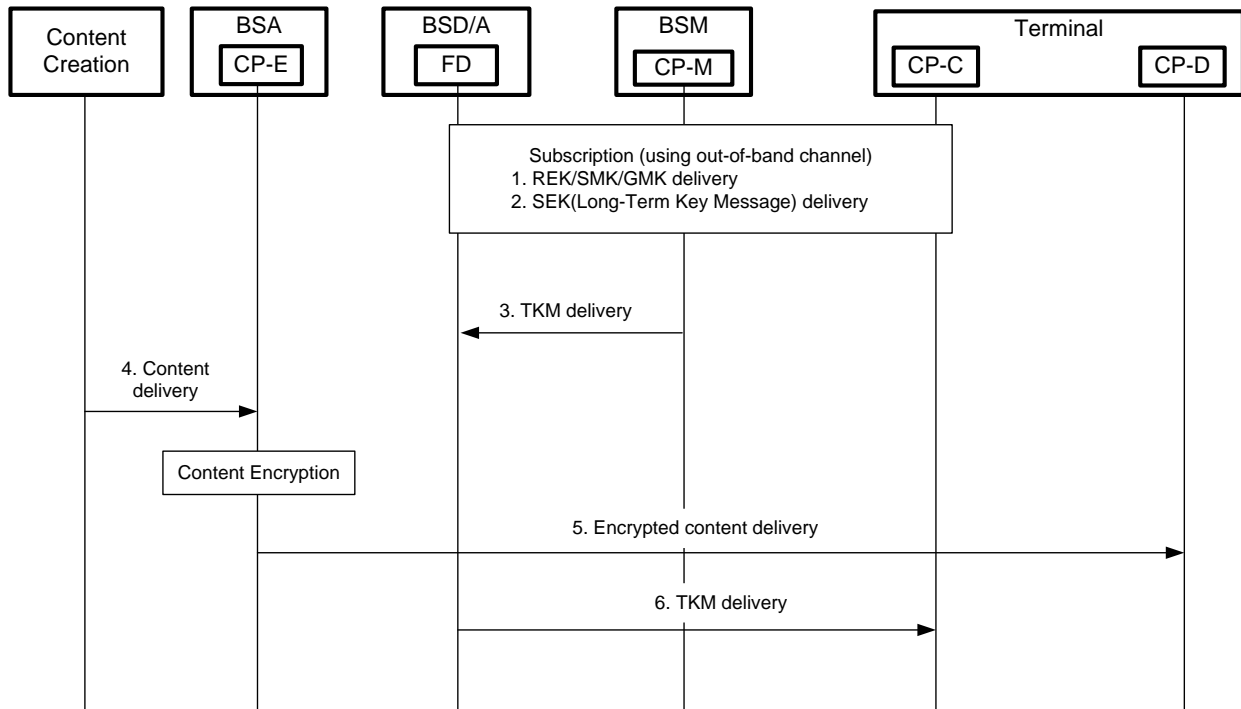 Content
Creation
BSA
CP-E
BSD/A
FD
BSM
CP-M
Terminal
CP-C
CP-D
Subscription (using out-of-band channel)
1. REK/SMK/GMK delivery
2. SEK(Long-Term Key Message) delivery
3. TKM delivery
4. Content
delivery
Content Encryption
5. Encrypted content delivery
6. TKM delivery